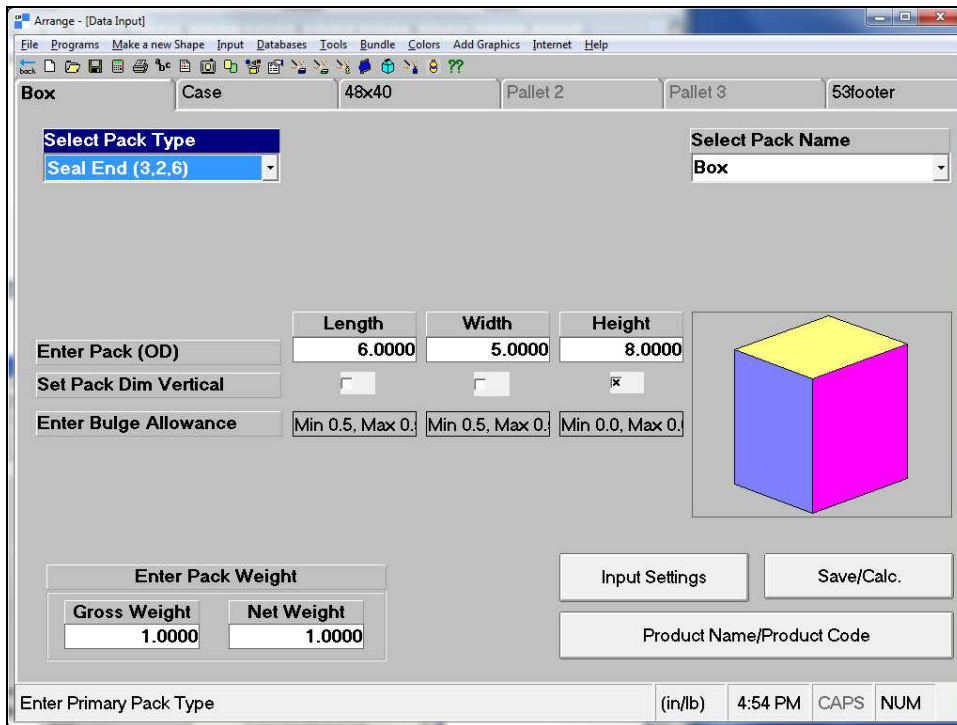 Arrange - [Data Input]
File Programs Make a new Shape Input Databases Tools Bundle Colors Add Graphics Internet Help
back ??
Box Case 48x40 Pallet 2 Pallet 3 53footer
Select Pack Type Select Pack Name
Seal End (3,2,6) Box
Length Width Height
Enter Pack (OD) 6.0000 5.0000 8.0000
Set Pack Dim Vertical
Enter Bulge Allowance Min 0.5, Max 0. Min 0.5, Max 0. Min 0.0, Max 0.
Enter Pack Weight Input Settings Save/Calc.
Gross Weight Net Weight
1.0000 1.0000 Product Name/Product Code
Enter Primary Pack Type (in/lb) 4:54 PM CAPS NUM